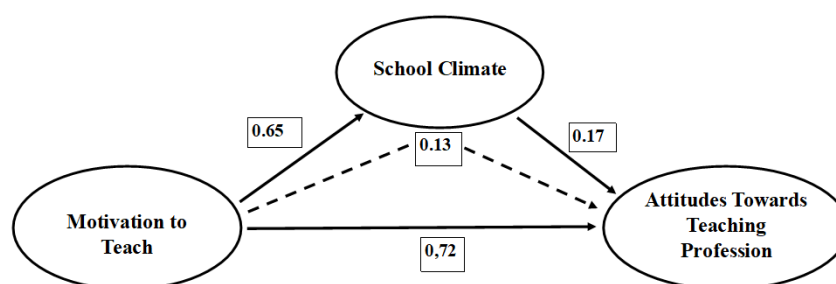 School Climate
0.65
0.13
0.17
Motivation to
Teach
0,72
Attitudes Towards
Teaching
Profession